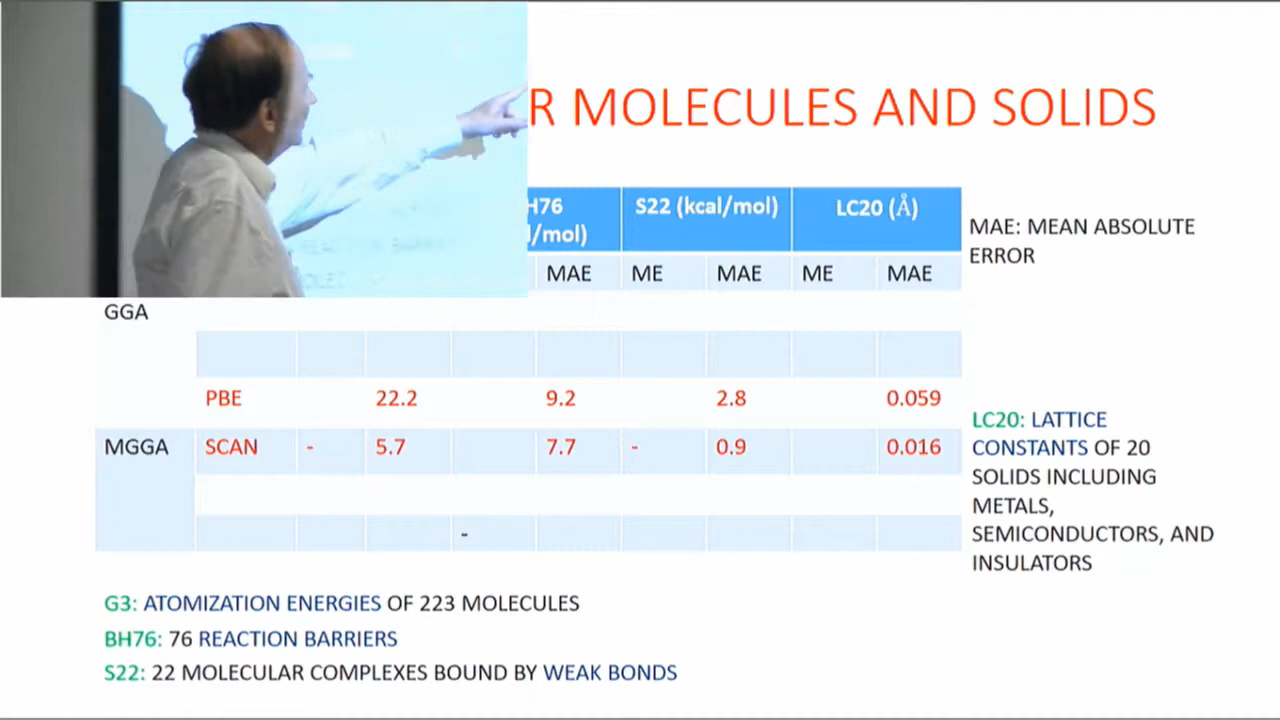 R MOLECULES AND SOLIDS
H76 S22 (kcal/mol) LC20 (Å)
l/mol)
MAE: MEAN ABSOLUTE
ERROR
MAE ME MAE ME MAE
GGA
PBE 22.2 9.2 2.8 0.059
MGGA SCAN - 5.7 7.7 - 0.9 0.016
-
LC20: LATTICE
CONSTANTS OF 20
SOLIDS INCLUDING
METALS,
SEMICONDUCTORS, AND
INSULATORS
G3: ATOMIZATION ENERGIES OF 223 MOLECULES
BH76: 76 REACTION BARRIERS
S22: 22 MOLECULAR COMPLEXES BOUND BY WEAK BONDS